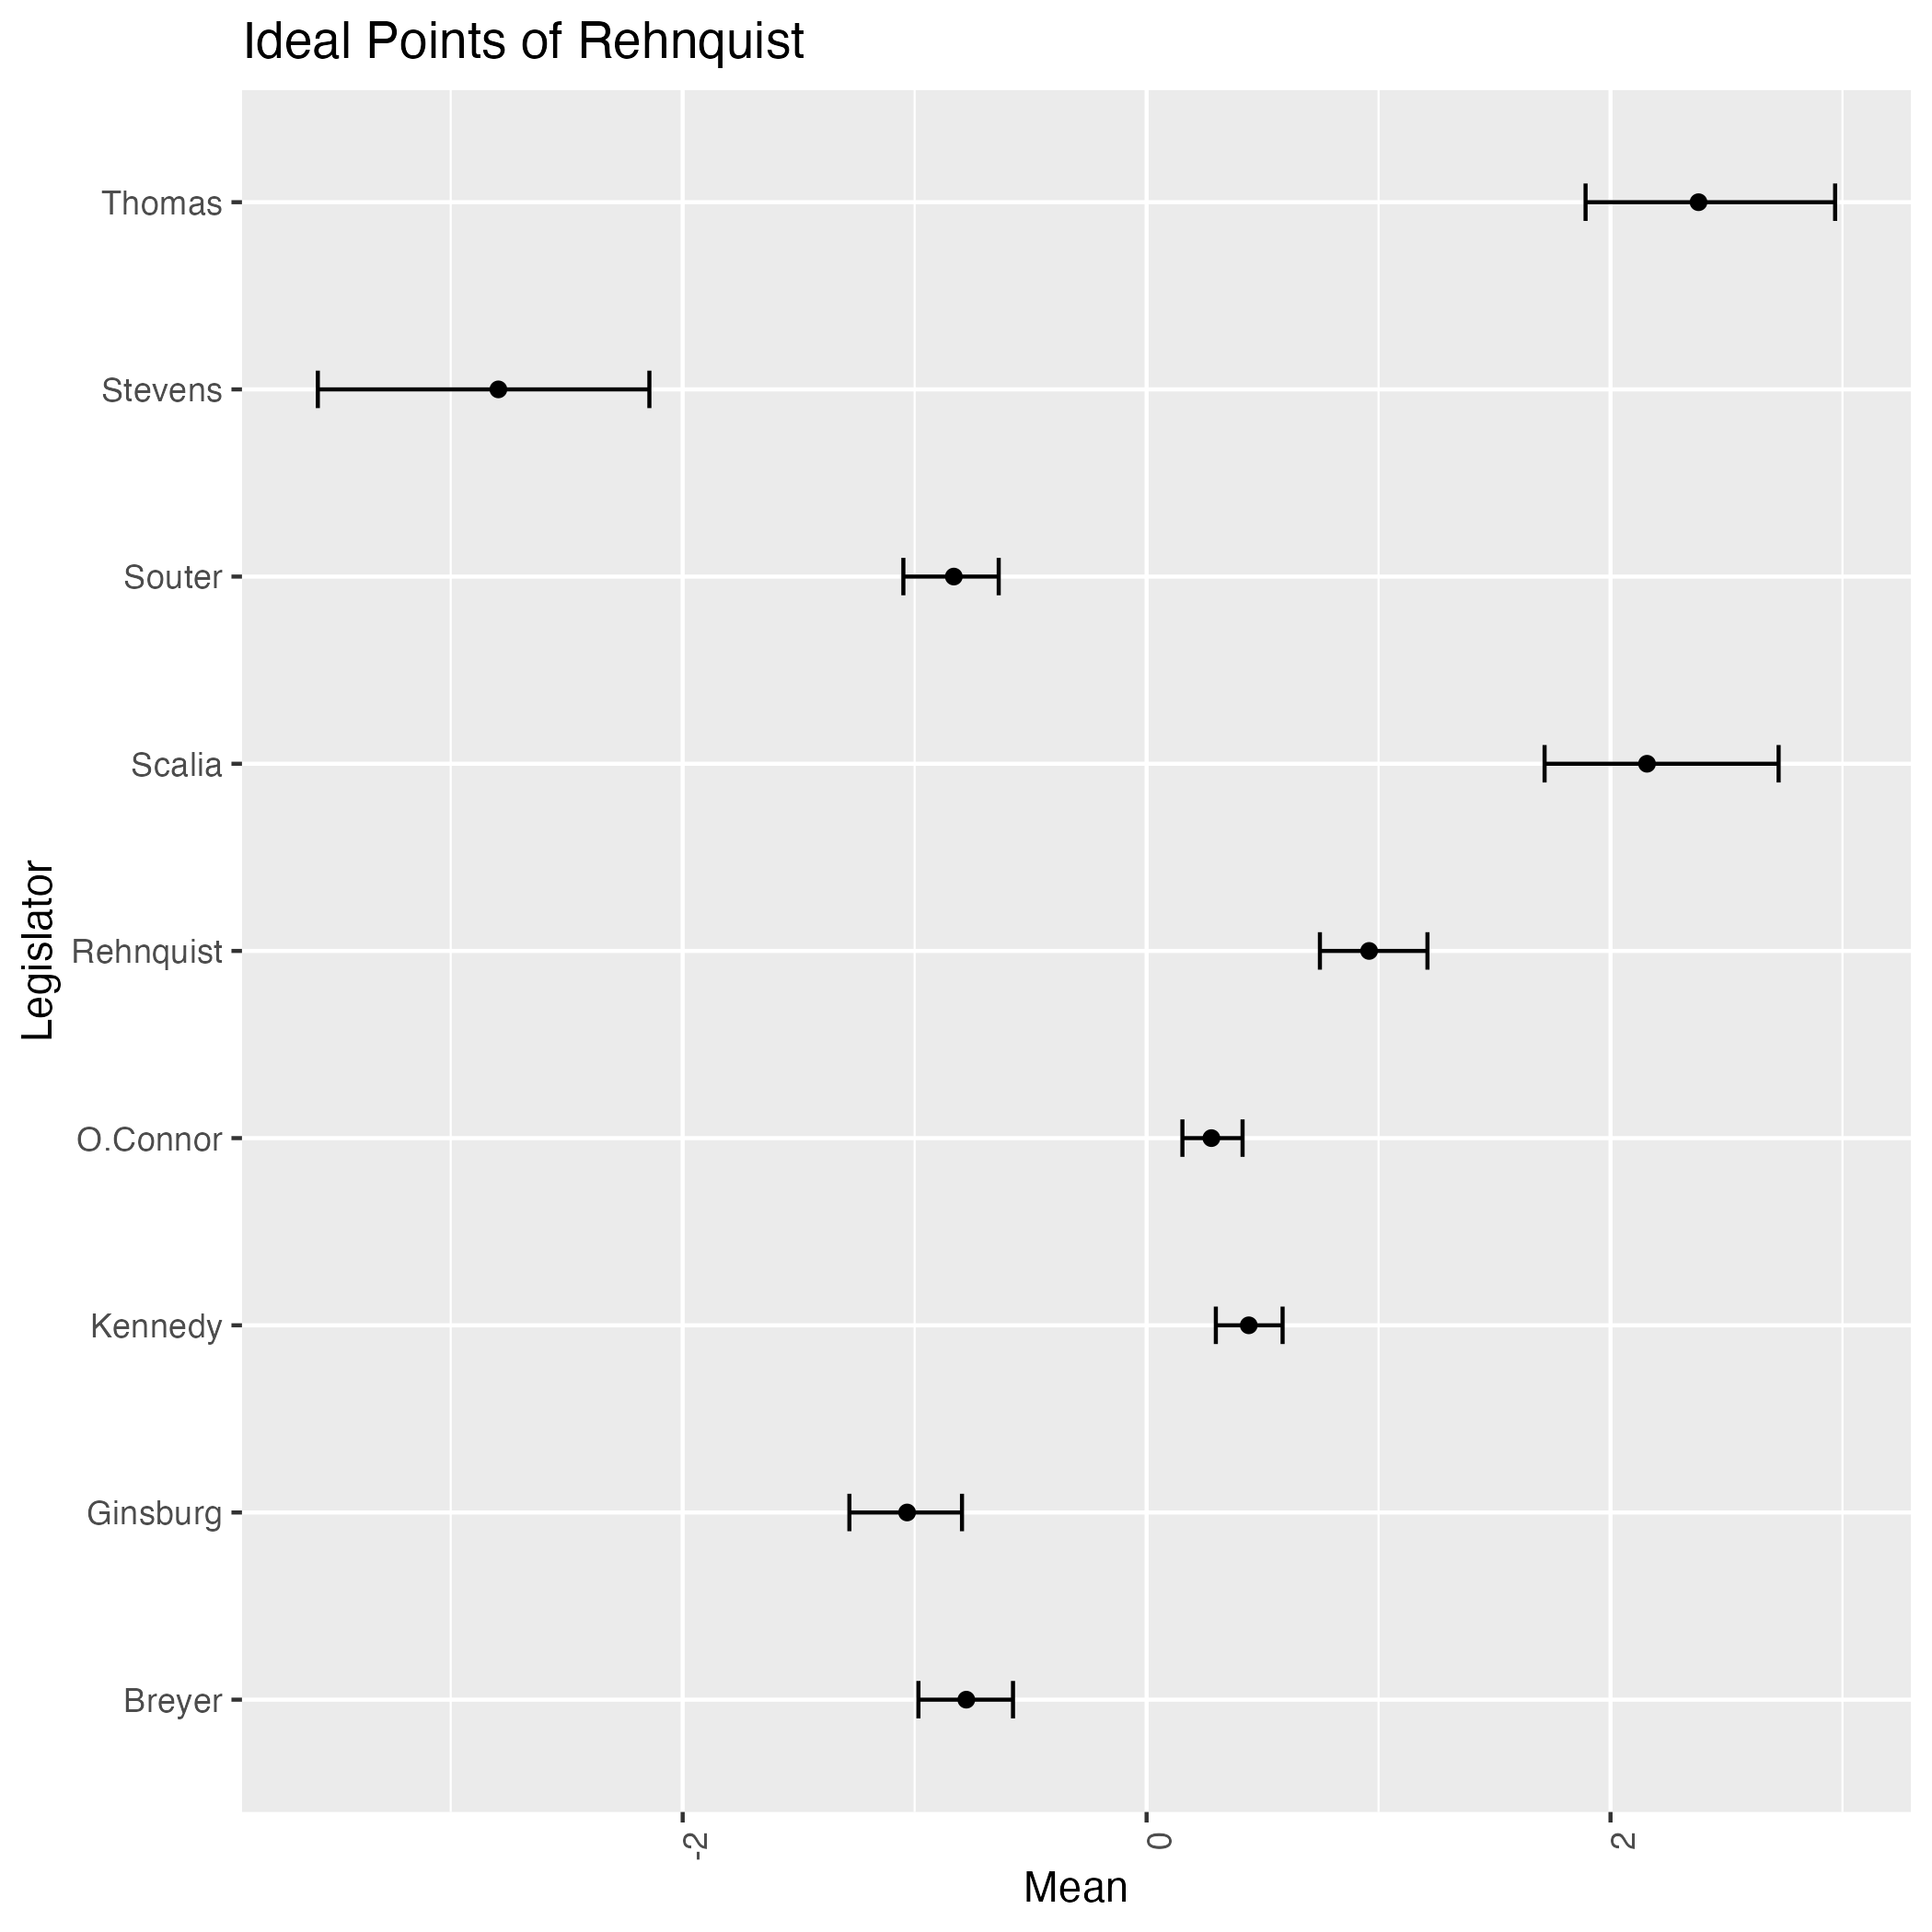 Ideal Points of Rehnquist
Legislator
Thomas
Stevens
Souter
Scalia
Rehnquist
O.Connor
Kennedy
Ginsburg
Breyer
-2 0 2
Mean